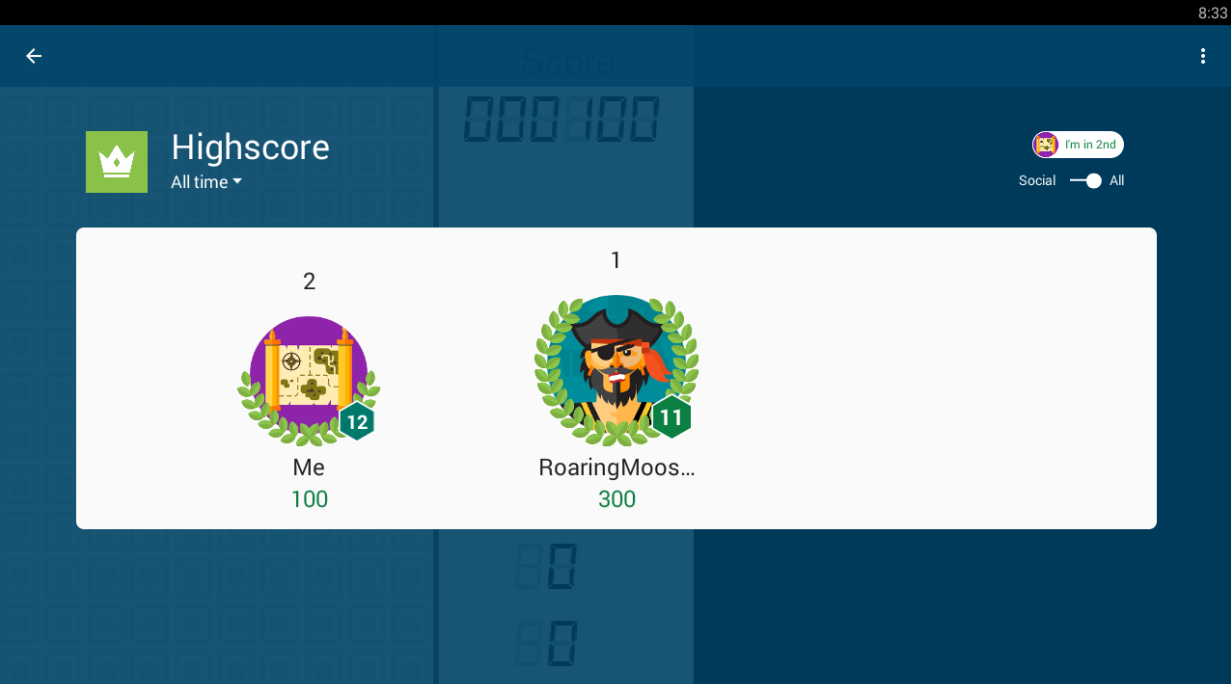 8:33
Score
000100
Highscore
All time
I'm in 2nd
Social All
2
1
12
11
Me
RoaringMoos...
100
300
0
0